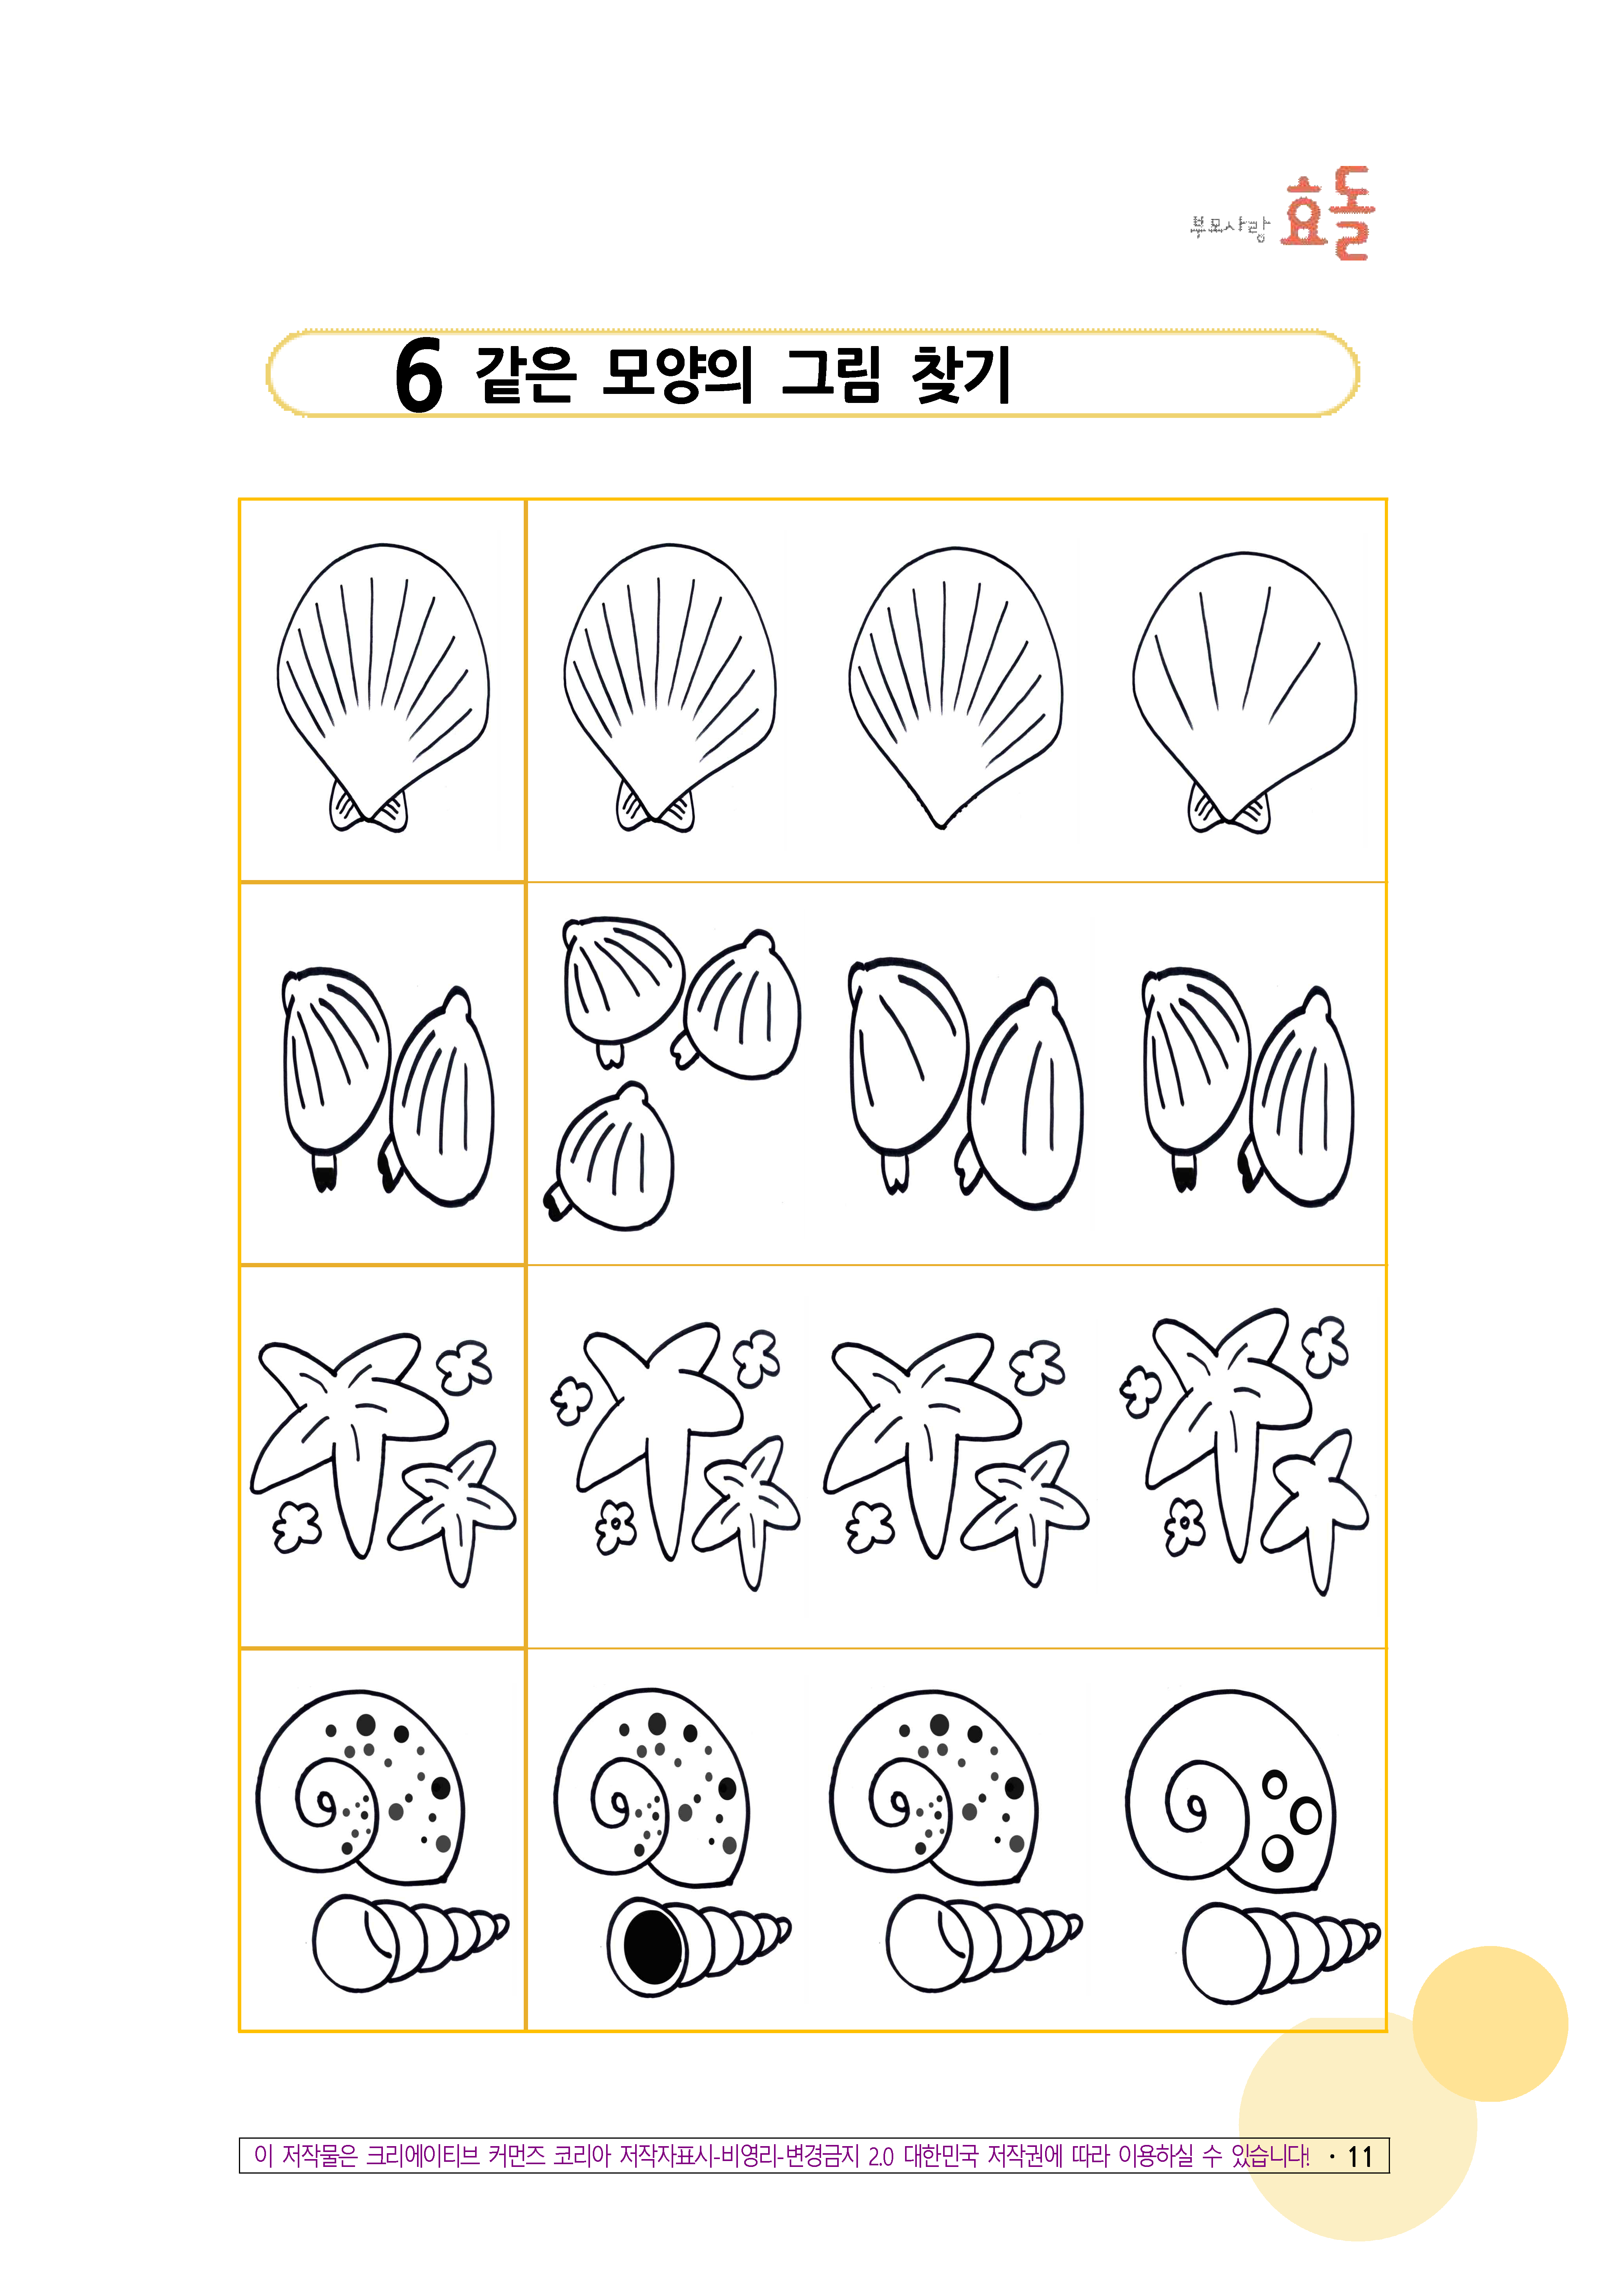 부모사랑 효돌
6 같은 모양의 그림 찾기
이 저작물은 크리에이티브 커먼즈 코리아 저작자표시-비영리-변경금지 2.0 대한민국 저작권에 따라 이용하실 수 있습니다! · 11